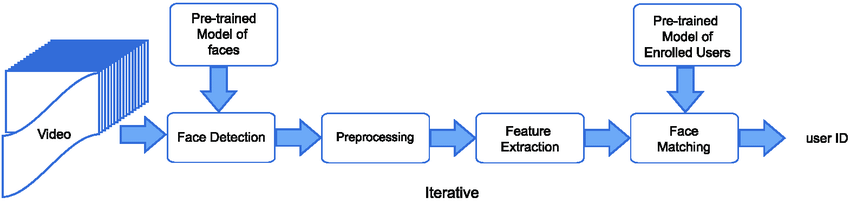 Pre-trained
Model of
faces
Pre-trained
Model of
Enrolled Users
Video
Face Detection
Preprocessing
Feature
Extraction
Face
Matching
user ID
Iterative